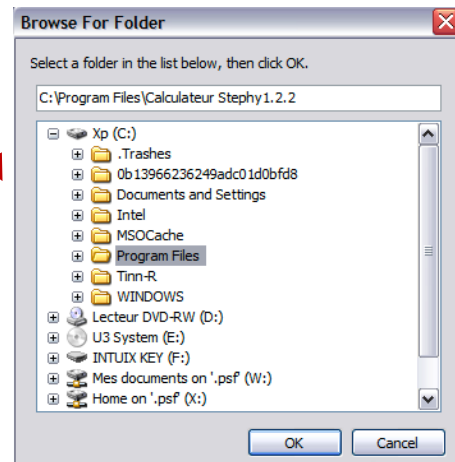 Browse For Folder
Select a folder in the list below, then click OK.
C:\Program Files\Calculateur Stephy1.2.2
Xp (C:)
.Trashes
0b13966236249adc01d0bfd8
Documents and Settings
Intel
MSOCache
Program Files
Tinn-R
WINDOWS
Lecteur DVD-RW (D:)
U3 System (E:)
INTUIX KEY (F:)
Mes documents on '.psf' (W:)
Home on '.psf' (X:)
OK Cancel